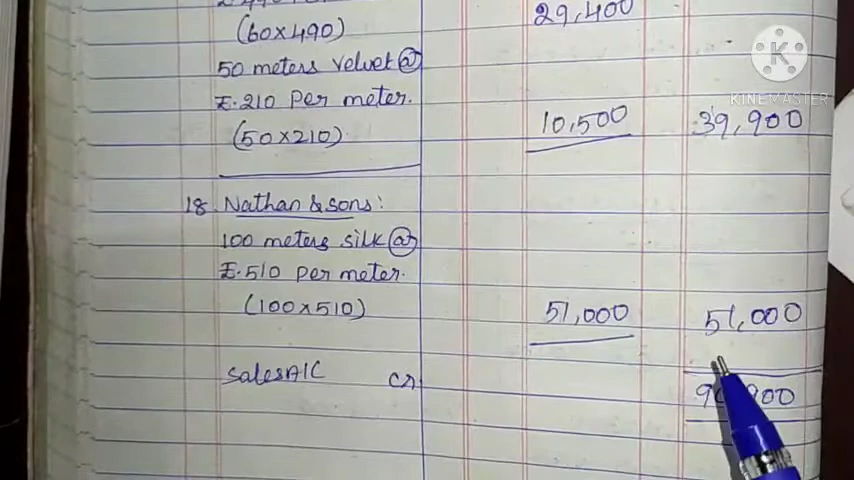 (60x490) 29,400
50 meters velvet @
₹.210 per meter.
(50x210) 10,500 39,900
18. Nathan & sons:
100 meters silk @
₹.510 per meter.
(100x510) 51,000 51,000
Sales A/C cr
900
KINEMASTER